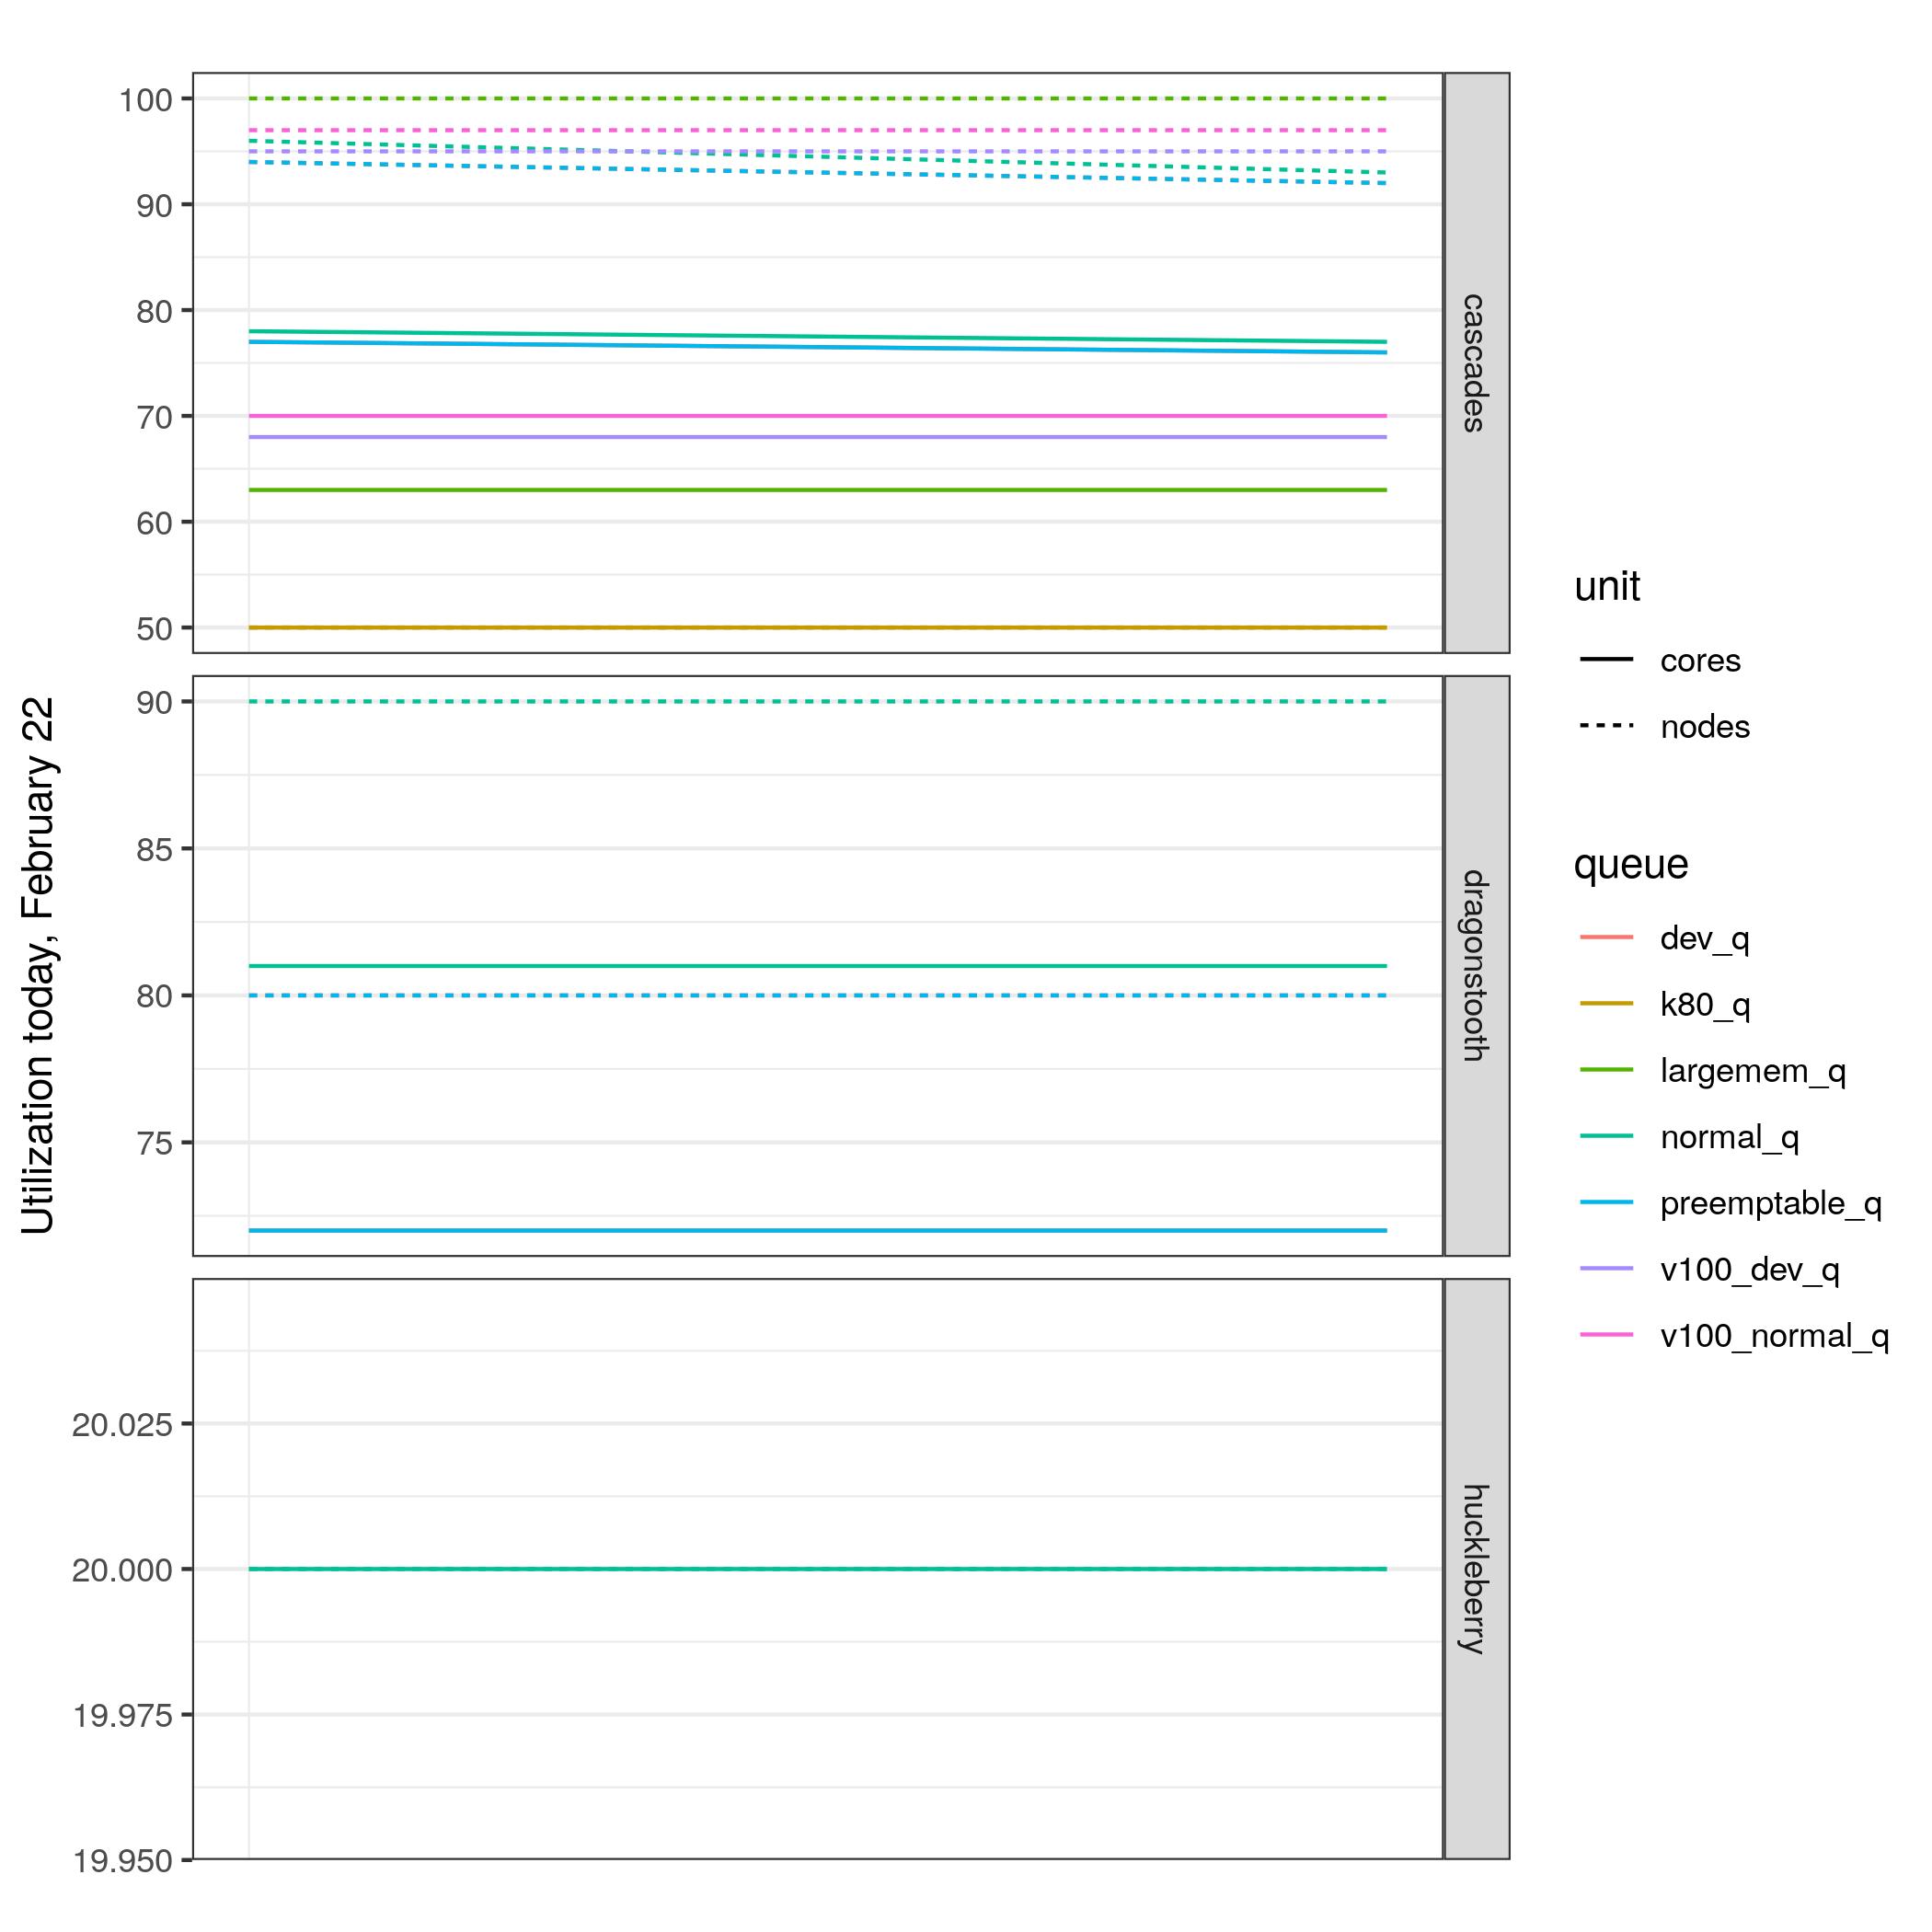 Utilization today, February 22
100
90
80
70
60
50
cascades
90
85
80
75
dragonstooth
20.025
20.000
19.975
19.950
huckleberry
unit
cores
nodes
queue
dev_q
k80_q
largemem_q
normal_q
preemptable_q
v100_dev_q
v100_normal_q